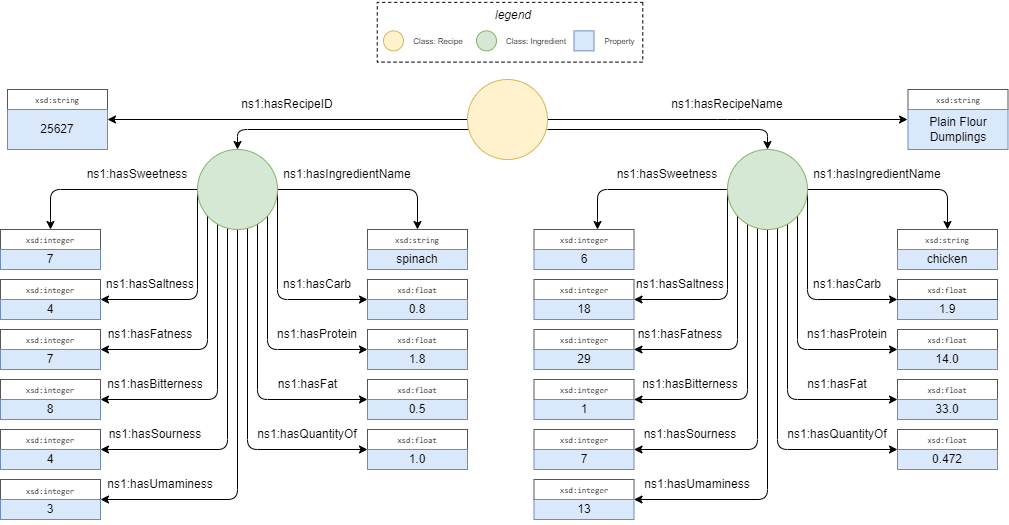 legend
Class: Recipe
Class: Ingredient
Property
xsd:string
25627
ns1:hasRecipeID
ns1:hasRecipeName
xsd:string
Plain Flour
Dumplings
ns1:hasSweetness
ns1:hasIngredientName
xsd:integer
7
xsd:string
spinach
ns1:hasSaltness
ns1:hasCarb
xsd:integer
4
xsd:float
0.8
ns1:hasFatness
ns1:hasProtein
xsd:integer
7
xsd:float
1.8
ns1:hasBitterness
ns1:hasFat
xsd:integer
8
xsd:float
0.5
ns1:hasSourness
ns1:hasQuantityOf
xsd:integer
4
xsd:float
1.0
ns1:hasUmaminess
xsd:integer
3
ns1:hasSweetness
ns1:hasIngredientName
xsd:integer
6
xsd:string
chicken
ns1:hasSaltness
ns1:hasCarb
xsd:integer
18
xsd:float
1.9
ns1:hasFatness
ns1:hasProtein
xsd:integer
29
xsd:float
14.0
ns1:hasBitterness
ns1:hasFat
xsd:integer
1
xsd:float
33.0
ns1:hasSourness
ns1:hasQuantityOf
xsd:integer
7
xsd:float
0.472
ns1:hasUmaminess
xsd:integer
13